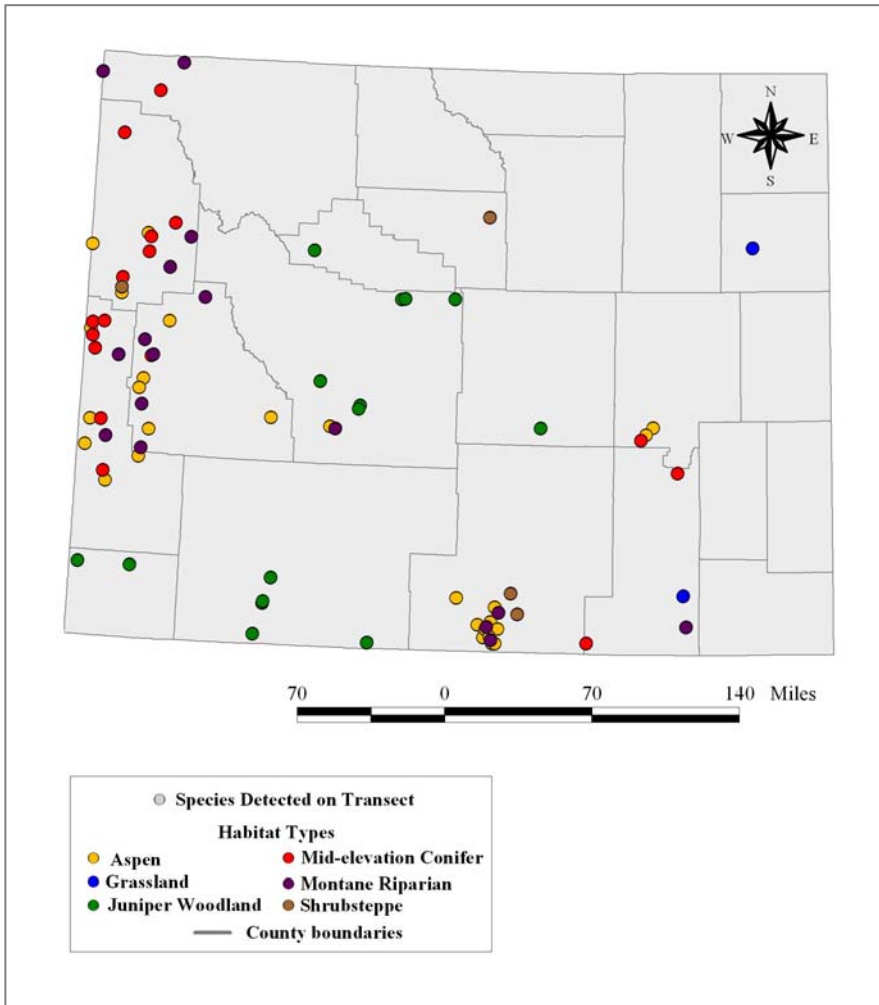 N
W E
S
70 0 70 140 Miles
Species Detected on Transect
Habitat Types
Aspen Mid-elevation Conifer
Grassland Montane Riparian
Juniper Woodland Shrubsteppe
County boundaries